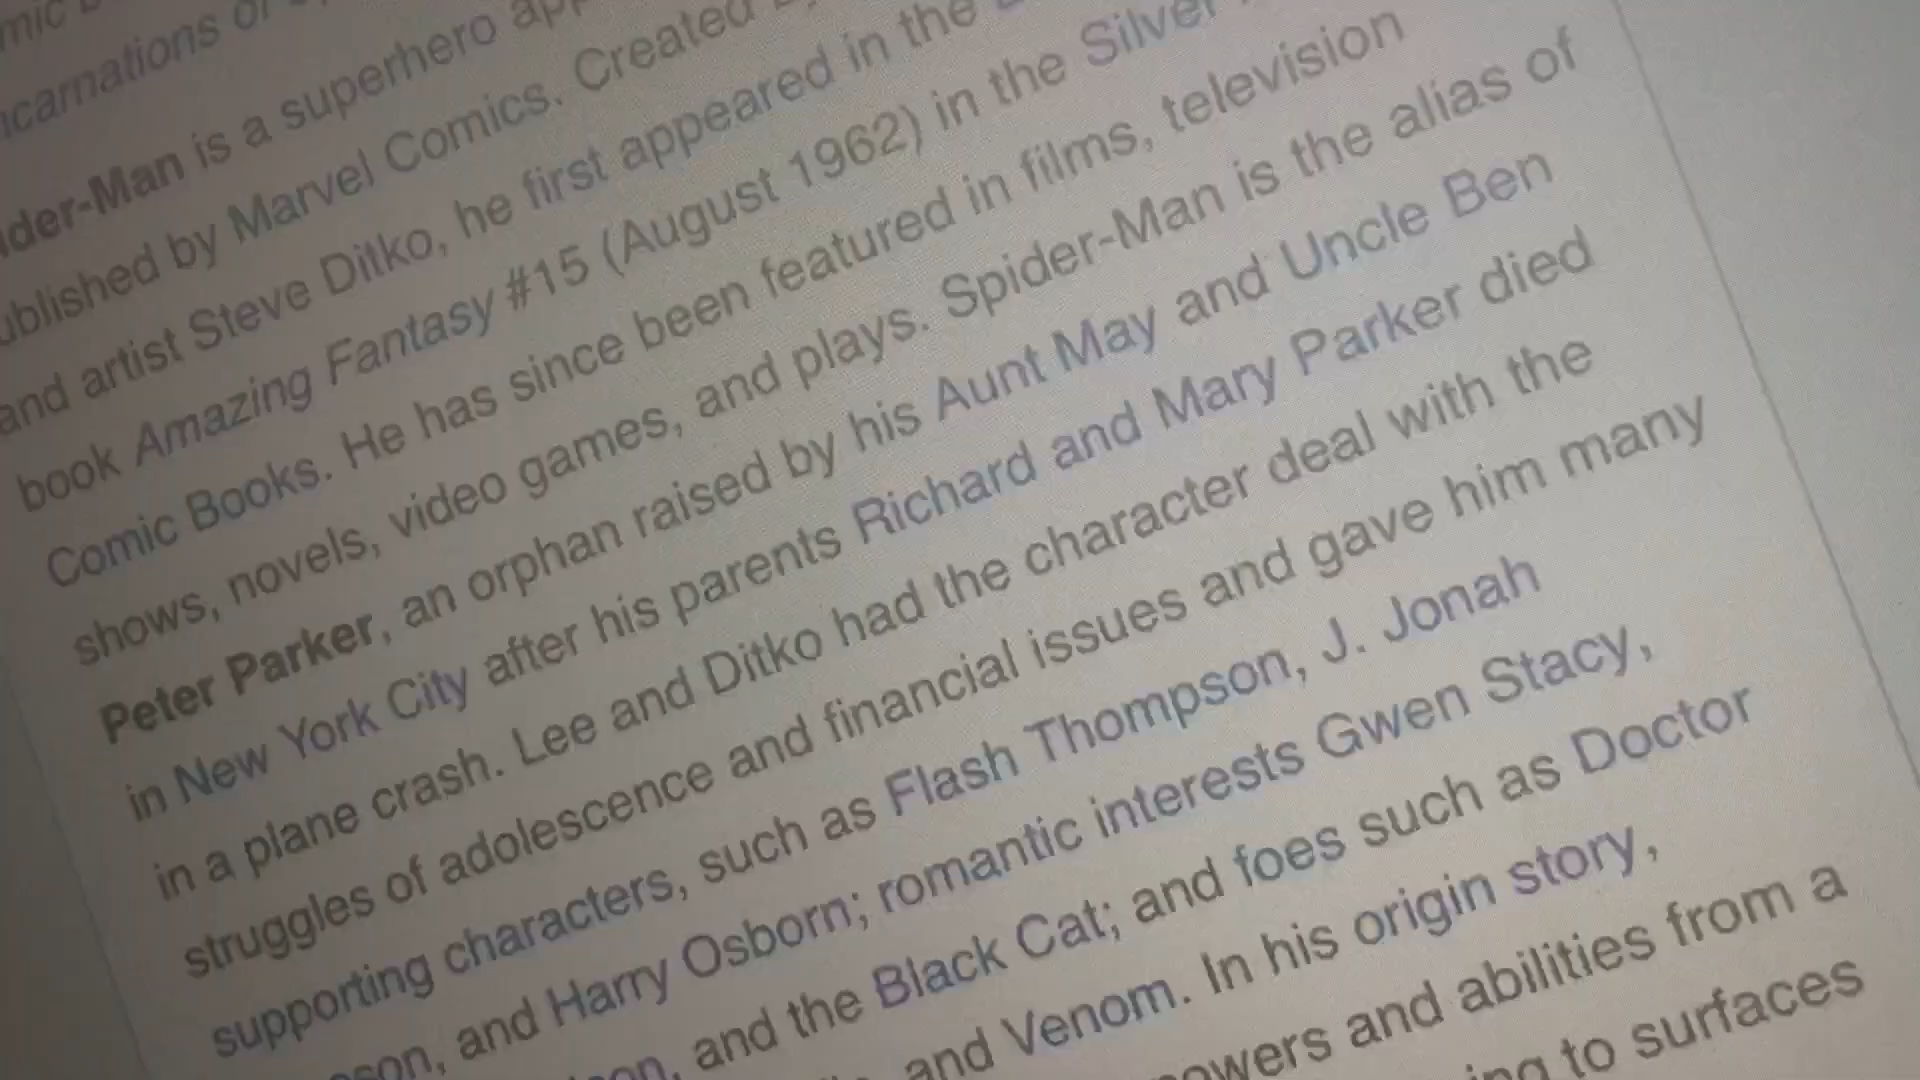 is a superhero
published by Marvel Comics. Created
and artist Steve Ditko, he first appeared in the
book Amazing Fantasy #15 (August 1962) in the Silver
Comic Books. He has since been featured in films, television
shows, novels, video games, and plays. Spider-Man is the alias of
Peter Parker, an orphan raised by his Aunt May and Uncle Ben
in New York City after his parents Richard and Mary Parker died
in a plane crash. Lee and Ditko had the character deal with the
struggles of adolescence and financial issues and gave him many
supporting characters, such as Flash Thompson, J. Jonah
and Harry Osborn; romantic interests Gwen Stacy,
and the Black Cat; and foes such as Doctor
and Venom. In his origin story,
powers and abilities from a
to surfaces